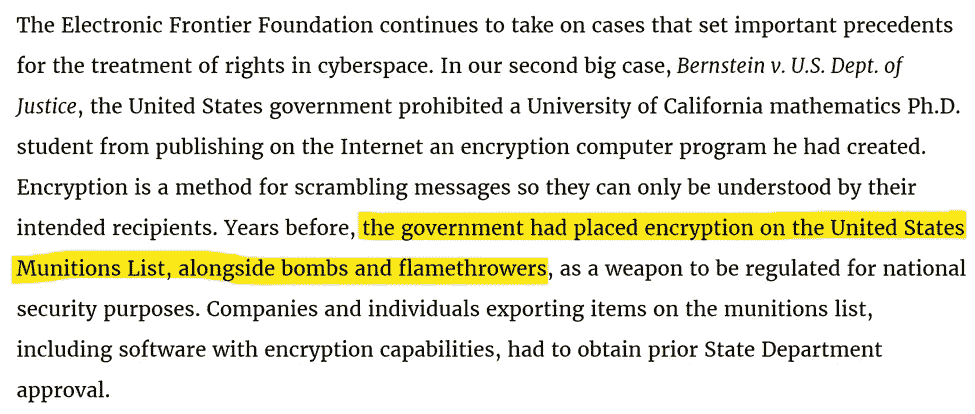 The Electronic Frontier Foundation continues to take on cases that set important precedents
for the treatment of rights in cyberspace. In our second big case, Bernstein v. U.S. Dept. of
Justice, the United States government prohibited a University of California mathematics Ph.D.
student from publishing on the Internet an encryption computer program he had created.
Encryption is a method for scrambling messages so they can only be understood by their
intended recipients. Years before, the government had placed encryption on the United States
Munitions List, alongside bombs and flamethrowers, as a weapon to be regulated for national
security purposes. Companies and individuals exporting items on the munitions list,
including software with encryption capabilities, had to obtain prior State Department
approval.